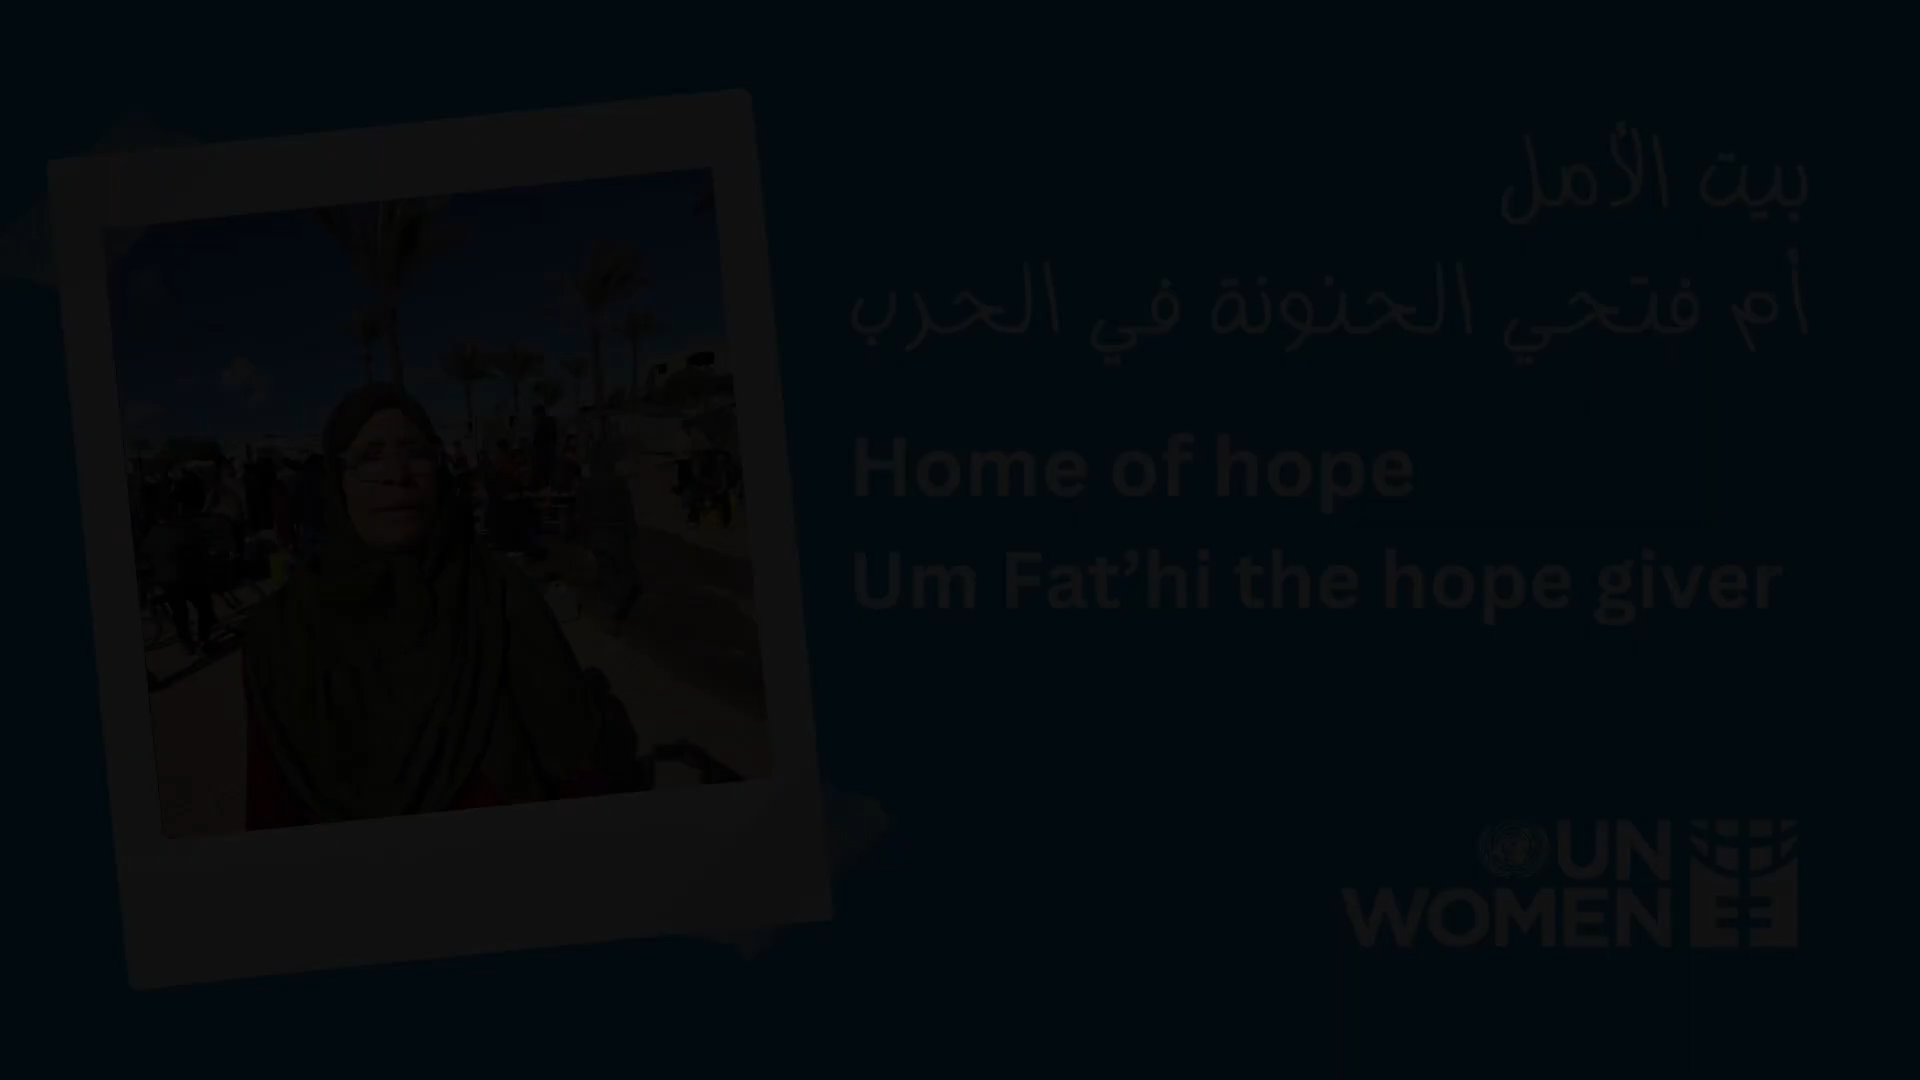 بيت الأمل
أم فتحي الحنونة في الحرب
Home of hope
Um Fat’hi the hope giver
UN
WOMEN